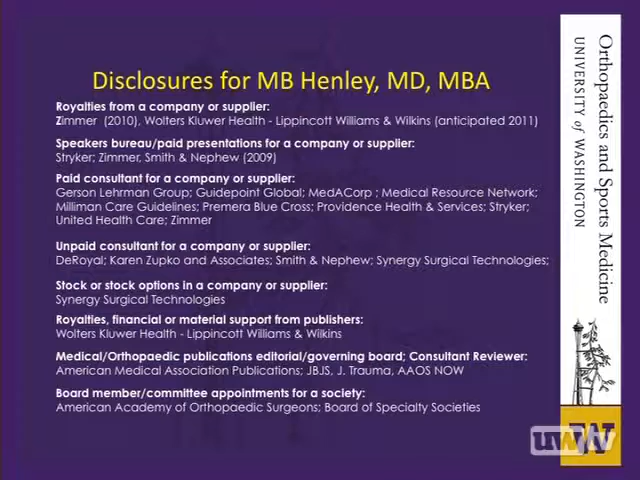 Disclosures for MB Henley, MD, MBA
Royalties from a company or supplier:
Zimmer (2010), Wolters Kluwer Health - Lippincott Williams & Wilkins (anticipated 2011)
Speakers bureau/paid presentations for a company or supplier:
Stryker; Zimmer, Smith & Nephew (2009)
Paid consultant for a company or supplier:
Gerson Lehrman Group; Guidepoint Global; MedACorp ; Medical Resource Network;
Milliman Care Guidelines; Premera Blue Cross; Providence Health & Services; Stryker;
United Health Care; Zimmer
Unpaid consultant for a company or supplier:
DeRoyal; Karen Zupko and Associates; Smith & Nephew; Synergy Surgical Technologies;
Stock or stock options in a company or supplier:
Synergy Surgical Technologies
Royalties, financial or material support from publishers:
Wolters Kluwer Health - Lippincott Williams & Wilkins
Medical/Orthopaedic publications editorial/governing board; Consultant Reviewer:
American Medical Association Publications; JBJS, J. Trauma, AAOS NOW
Board member/committee appointments for a society:
American Academy of Orthopaedic Surgeons; Board of Specialty Societies
Orthopaedics and Sports Medicine
UNIVERSITY of WASHINGTON
W
uwtv